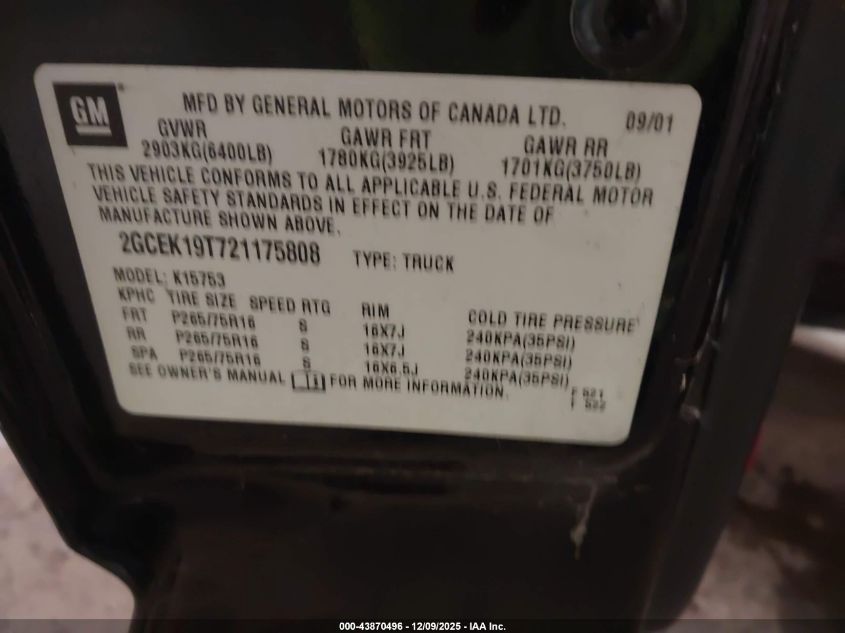 GM
MFD BY GENERAL MOTORS OF CANADA LTD. 09/01
GVWR GAWR FRT GAWR RR
2903KG(6400LB) 1780KG(3925LB) 1701KG(3750LB)
THIS VEHICLE CONFORMS TO ALL APPLICABLE U.S. FEDERAL MOTOR
VEHICLE SAFETY STANDARDS IN EFFECT ON THE DATE OF
MANUFACTURE SHOWN ABOVE.
2GCEK19T721175808 TYPE: TRUCK
MODEL: K15753
KPHC TIRE SIZE SPEED RTG RIM COLD TIRE PRESSURE
FRT P265/75R16 S 16X7J 240KPA(35PSI)
RR P265/75R16 S 16X7J 240KPA(35PSI)
SPA P265/75R16 S 16X6.5J 240KPA(35PSI)
SEE OWNER'S MANUAL FOR MORE INFORMATION.
000-43870496 - 12/09/2025 - IAA Inc.